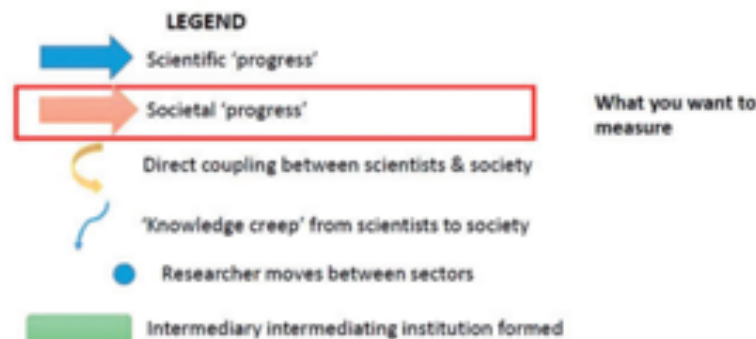 LEGEND
Scientific 'progress'
Societal 'progress'
What you want to
measure
Direct coupling between scientists & society
'Knowledge creep' from scientists to society
Researcher moves between sectors
Intermediary intermediating institution formed